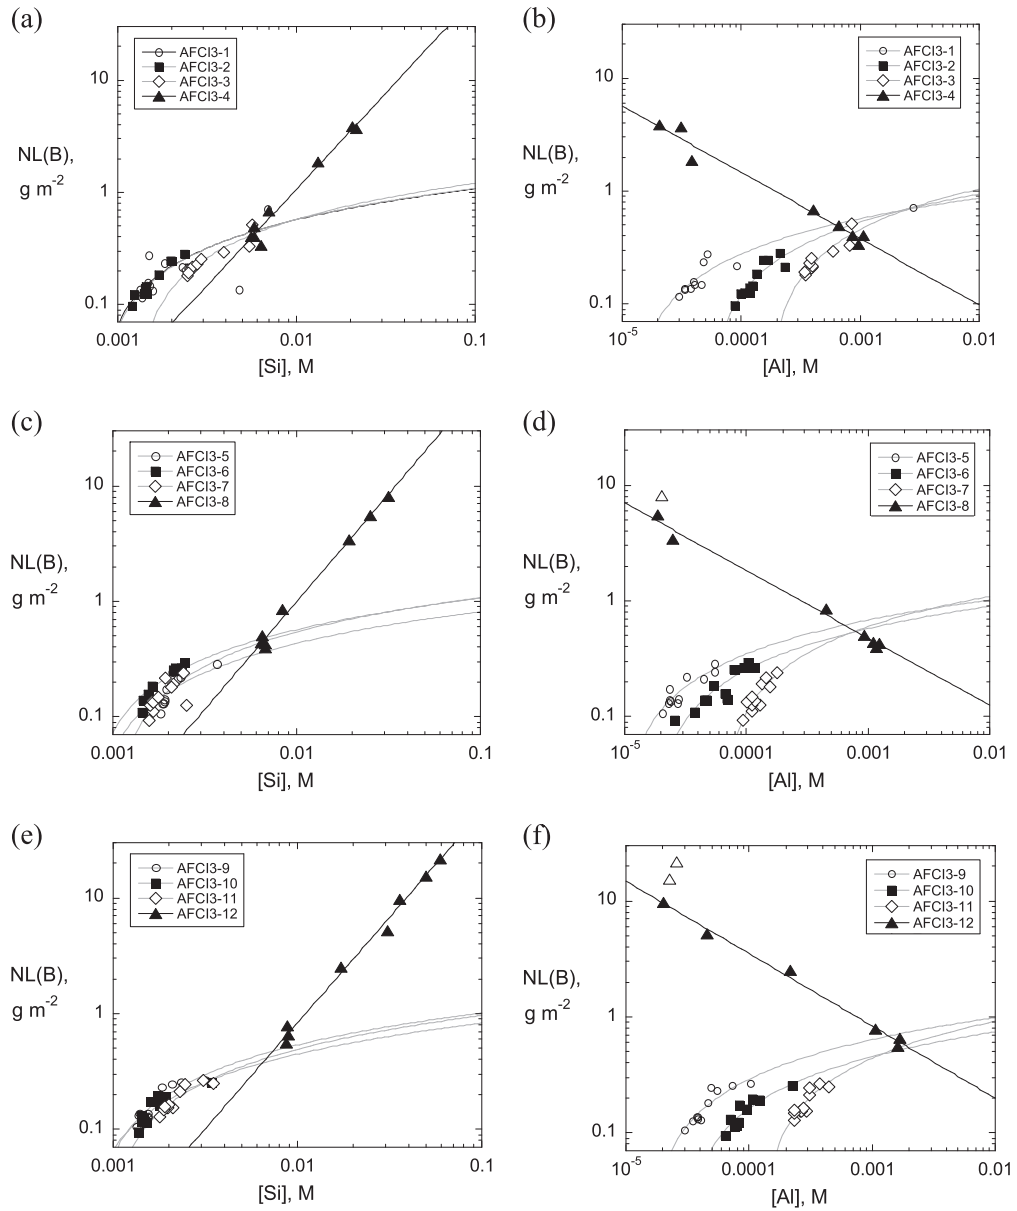 (a)
AFCI3-1
AFCI3-2
AFCI3-3
AFCI3-4
10
1
0.1
NL(B),
g m-2
0.001
0.01
0.1
[Si], M
(b)
AFCI3-1
AFCI3-2
AFCI3-3
AFCI3-4
10
1
0.1
NL(B),
g m-2
10-5
0.0001
0.001
0.01
[Al], M
(c)
AFCI3-5
AFCI3-6
AFCI3-7
AFCI3-8
10
1
0.1
NL(B),
g m-2
0.001
0.01
0.1
[Si], M
(d)
AFCI3-5
AFCI3-6
AFCI3-7
AFCI3-8
10
1
0.1
NL(B),
g m-2
10-5
0.0001
0.001
0.01
[Al], M
(e)
AFCI3-9
AFCI3-10
AFCI3-11
AFCI3-12
10
1
0.1
NL(B),
g m-2
0.001
0.01
0.1
[Si], M
(f)
AFCI3-9
AFCI3-10
AFCI3-11
AFCI3-12
10
1
0.1
NL(B),
g m-2
10-5
0.0001
0.001
0.01
[Al], M